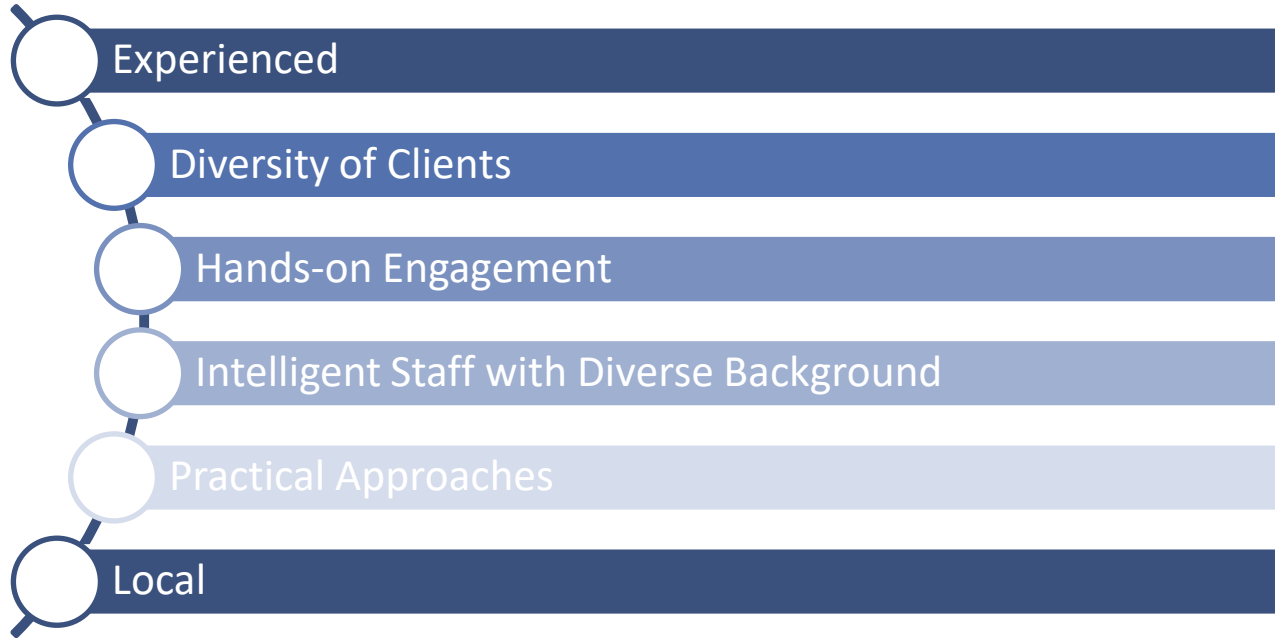 Experienced
Diversity of Clients
Hands-on Engagement
Intelligent Staff with Diverse Background
Practical Approaches
Local